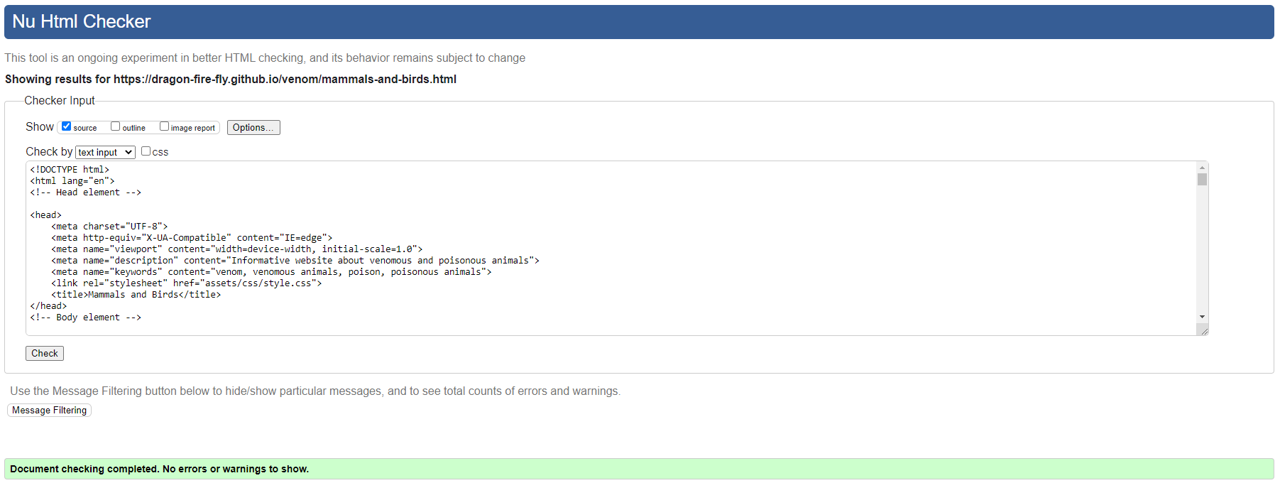 Nu Html Checker
This tool is an ongoing experiment in better HTML checking, and its behavior remains subject to change
Showing results for https://dragon-fire-fly.github.io/venom/mammals-and-birds.html
Checker Input
Show source outline image report Options...
Check by text input css
<!DOCTYPE html>
<html lang="en">
<!-- Head element -->
<head>
<meta charset="UTF-8">
<meta http-equiv="X-UA-Compatible" content="IE=edge">
<meta name="viewport" content="width=device-width, initial-scale=1.0">
<meta name="description" content="Informative website about venomous and poisonous animals">
<meta name="keywords" content="venom, venomous animals, poison, poisonous animals">
<link rel="stylesheet" href="assets/css/style.css">
<title>Mammals and Birds</title>
</head>
<!-- Body element -->
Check
Use the Message Filtering button below to hide/show particular messages, and to see total counts of errors and warnings.
Message Filtering
Document checking completed. No errors or warnings to show.